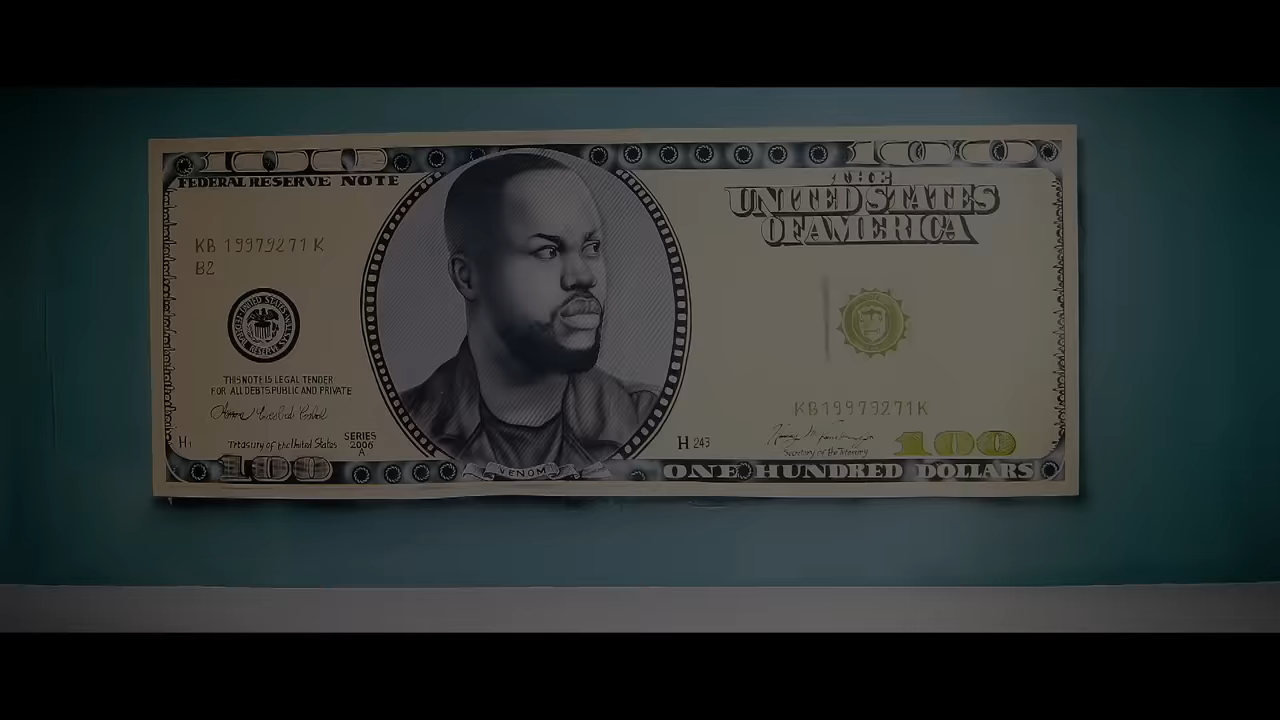 100
100
FEDERAL RESERVE NOTE
THE
UNITED STATES
OF AMERICA
KB 19979271 K
B2
THIS NOTE IS LEGAL TENDER
FOR ALL DEBTS PUBLIC AND PRIVATE
KB19979271K
H1
Treasury of the United States
SERIES
2006
A
H 243
Secretary of the Treasury
100
100
VENOM
ONE HUNDRED DOLLARS